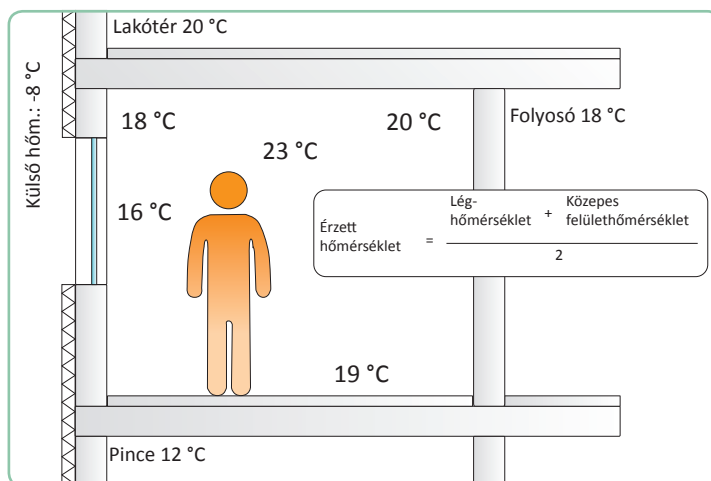 Lakótér 20 °C
Külső hőm.: -8 °C
18 °C
20 °C
Folyosó 18 °C
23 °C
16 °C
Érzett
hőmérséklet
=
Lég-
hőmérséklet
+
Közepes
felülethőmérséklet
2
19 °C
Pince 12 °C